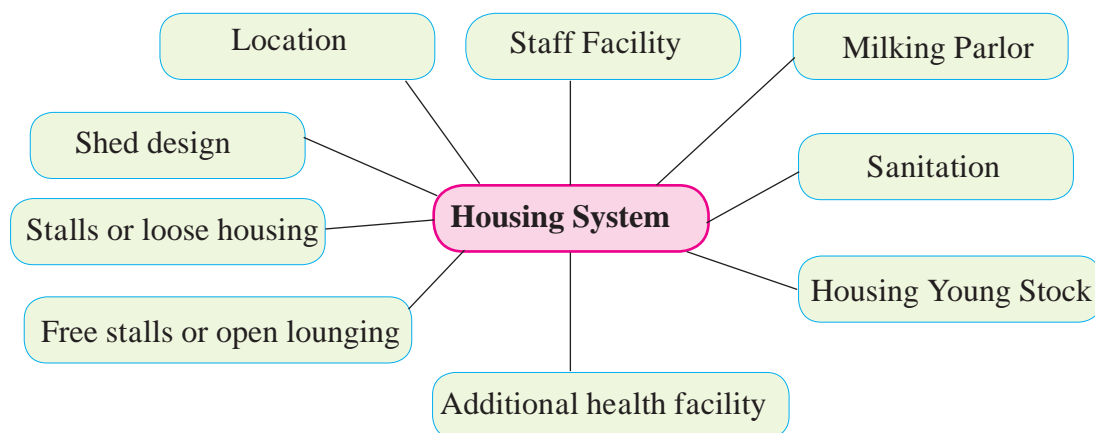 Location
Staff Facility
Milking Parlor
Shed design
Sanitation
Stalls or loose housing
Housing System
Housing Young Stock
Free stalls or open lounging
Additional health facility